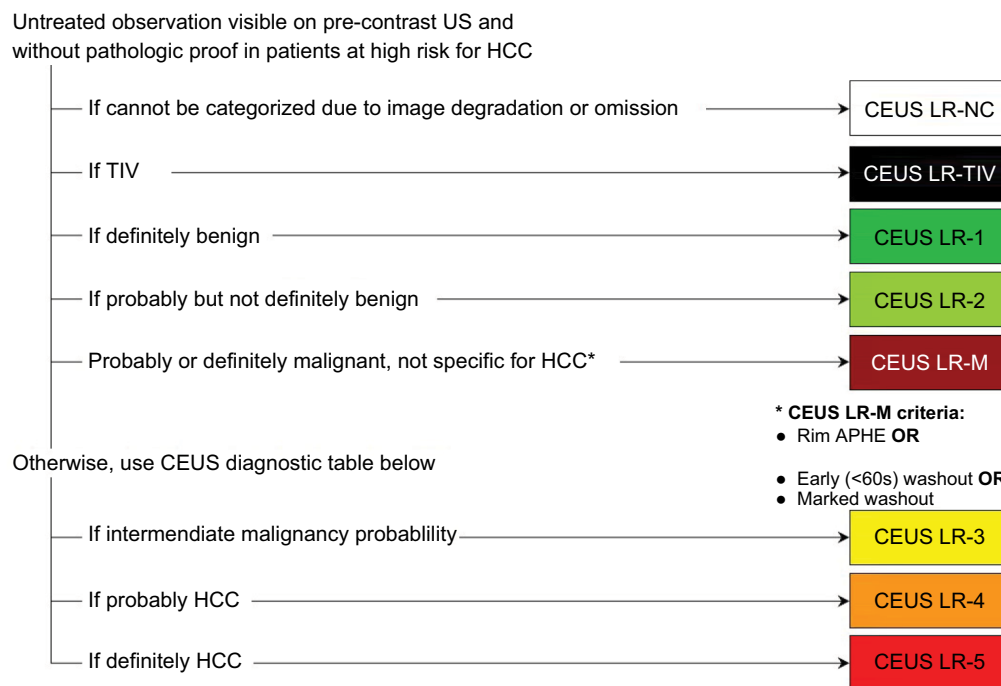 Untreated observation visible on pre-contrast US and
without pathologic proof in patients at high risk for HCC
If cannot be categorized due to image degradation or omission
CEUS LR-NC
If TIV
CEUS LR-TIV
If definitely benign
CEUS LR-1
If probably but not definitely benign
CEUS LR-2
Probably or definitely malignant, not specific for HCC*
CEUS LR-M
* CEUS LR-M criteria:
● Rim APHE OR
Otherwise, use CEUS diagnostic table below
● Early (<60s) washout OR
● Marked washout
If intermendiate malignancy probablility
CEUS LR-3
If probably HCC
CEUS LR-4
If definitely HCC
CEUS LR-5